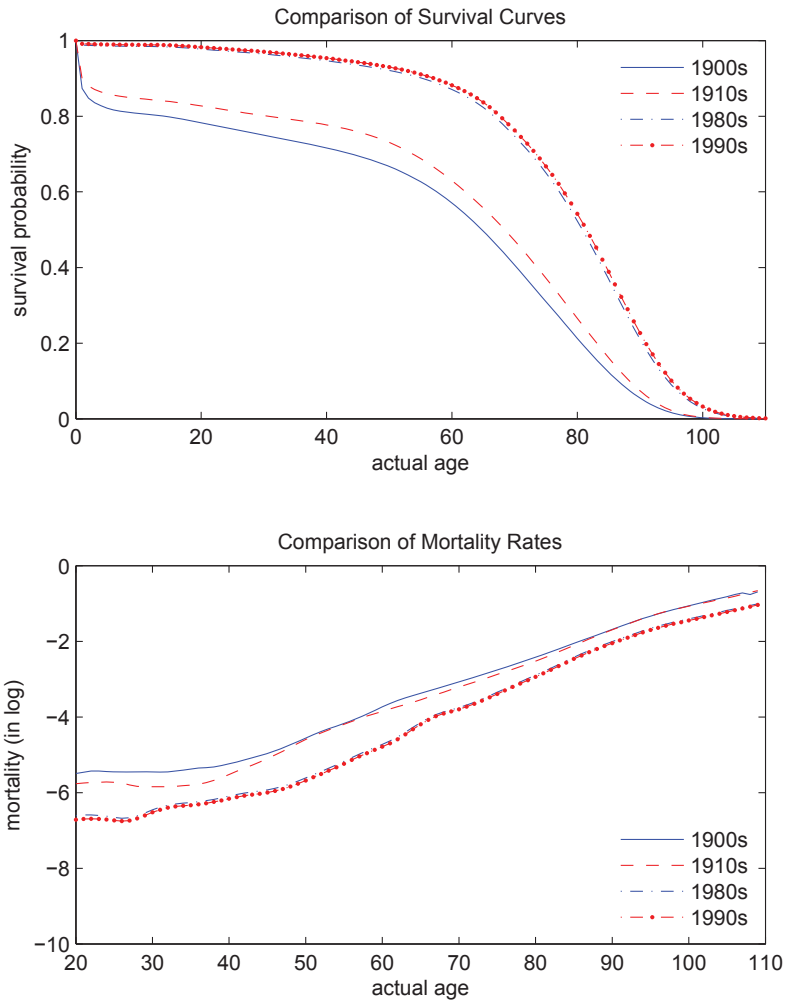 Comparison of Survival Curves
1
0.8
0.6
0.4
0.2
0
survival probability
1900s
1910s
1980s
1990s
0 20 40 60 80 100
actual age
Comparison of Mortality Rates
0
−2
−4
−6
−8
−10
mortality (in log)
1900s
1910s
1980s
1990s
20 30 40 50 60 70 80 90 100 110
actual age